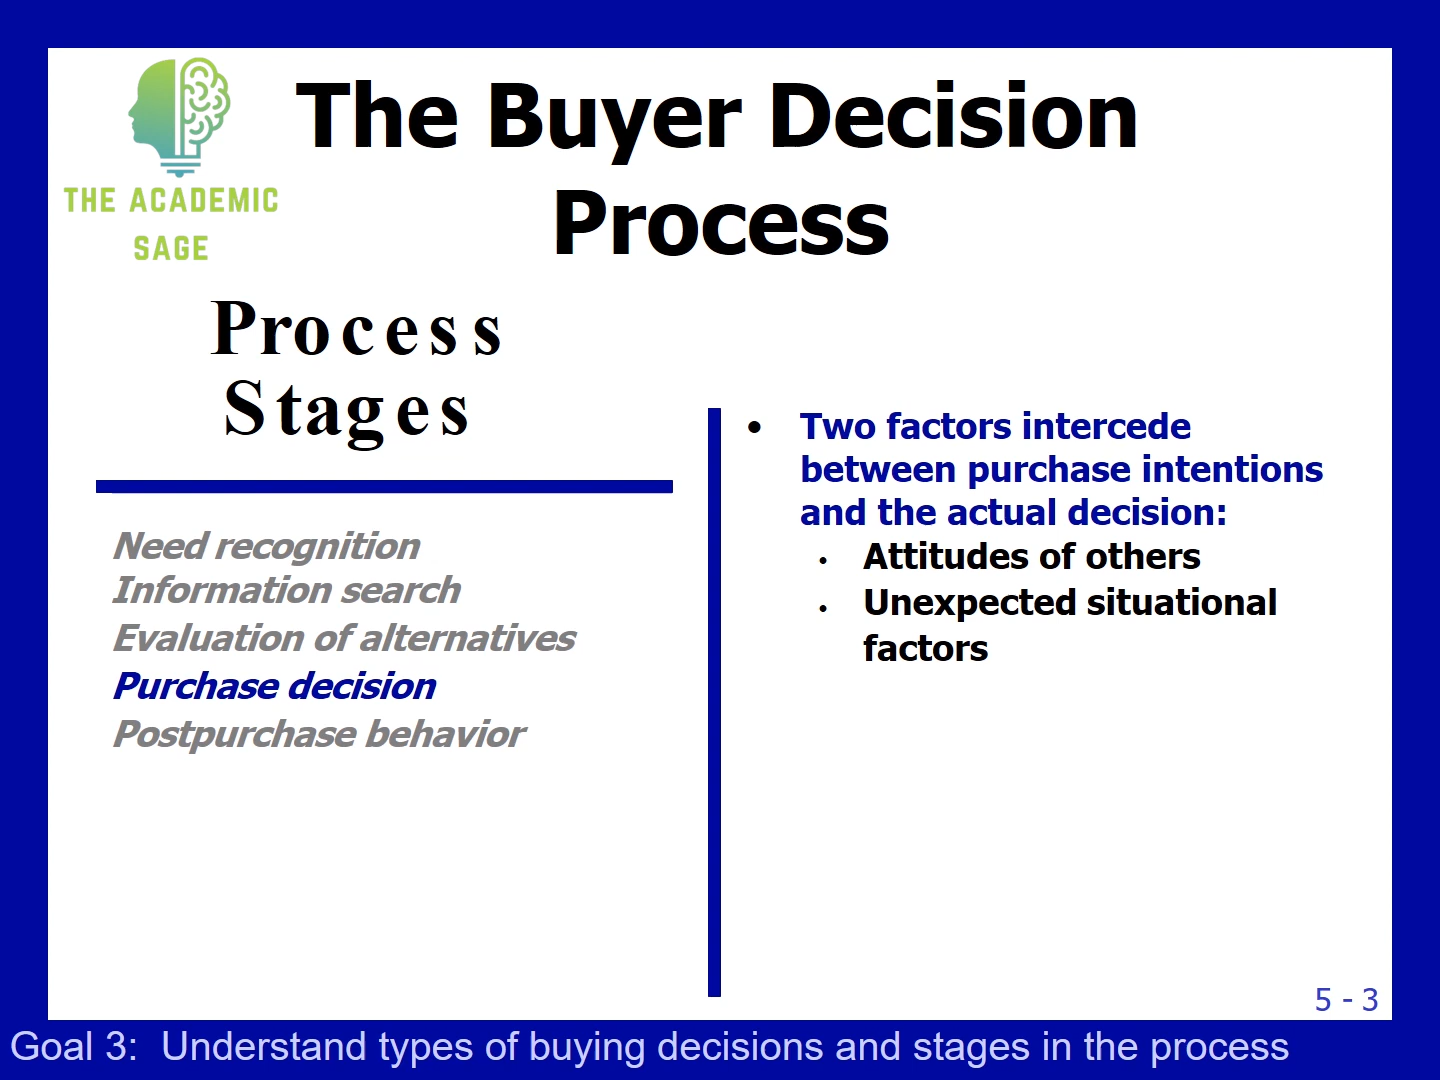 THE ACADEMIC
SAGE
The Buyer Decision
Process
Process
Stages
Need recognition
Information search
Evaluation of alternatives
Purchase decision
Postpurchase behavior
• Two factors intercede
between purchase intentions
and the actual decision:
• Attitudes of others
• Unexpected situational
factors
5 - 3
Goal 3:  Understand types of buying decisions and stages in the process